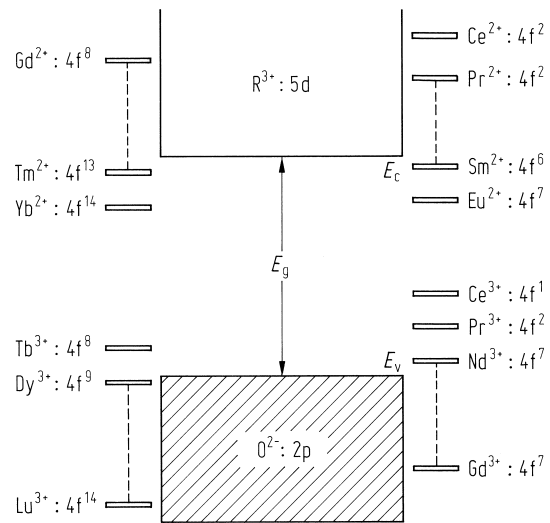 Gd²⁺ : 4f⁸
Tm²⁺ : 4f¹³
Yb²⁺ : 4f¹⁴
Tb³⁺ : 4f⁸
Dy³⁺ : 4f⁹
Lu³⁺ : 4f¹⁴
R³⁺ : 5d
E_c
E_g
E_v
O²⁻ : 2p
Ce²⁺ : 4f²
Pr²⁺ : 4f²
Sm²⁺ : 4f⁶
Eu²⁺ : 4f⁷
Ce³⁺ : 4f¹
Pr³⁺ : 4f²
Nd³⁺ : 4f⁷
Gd³⁺ : 4f⁷